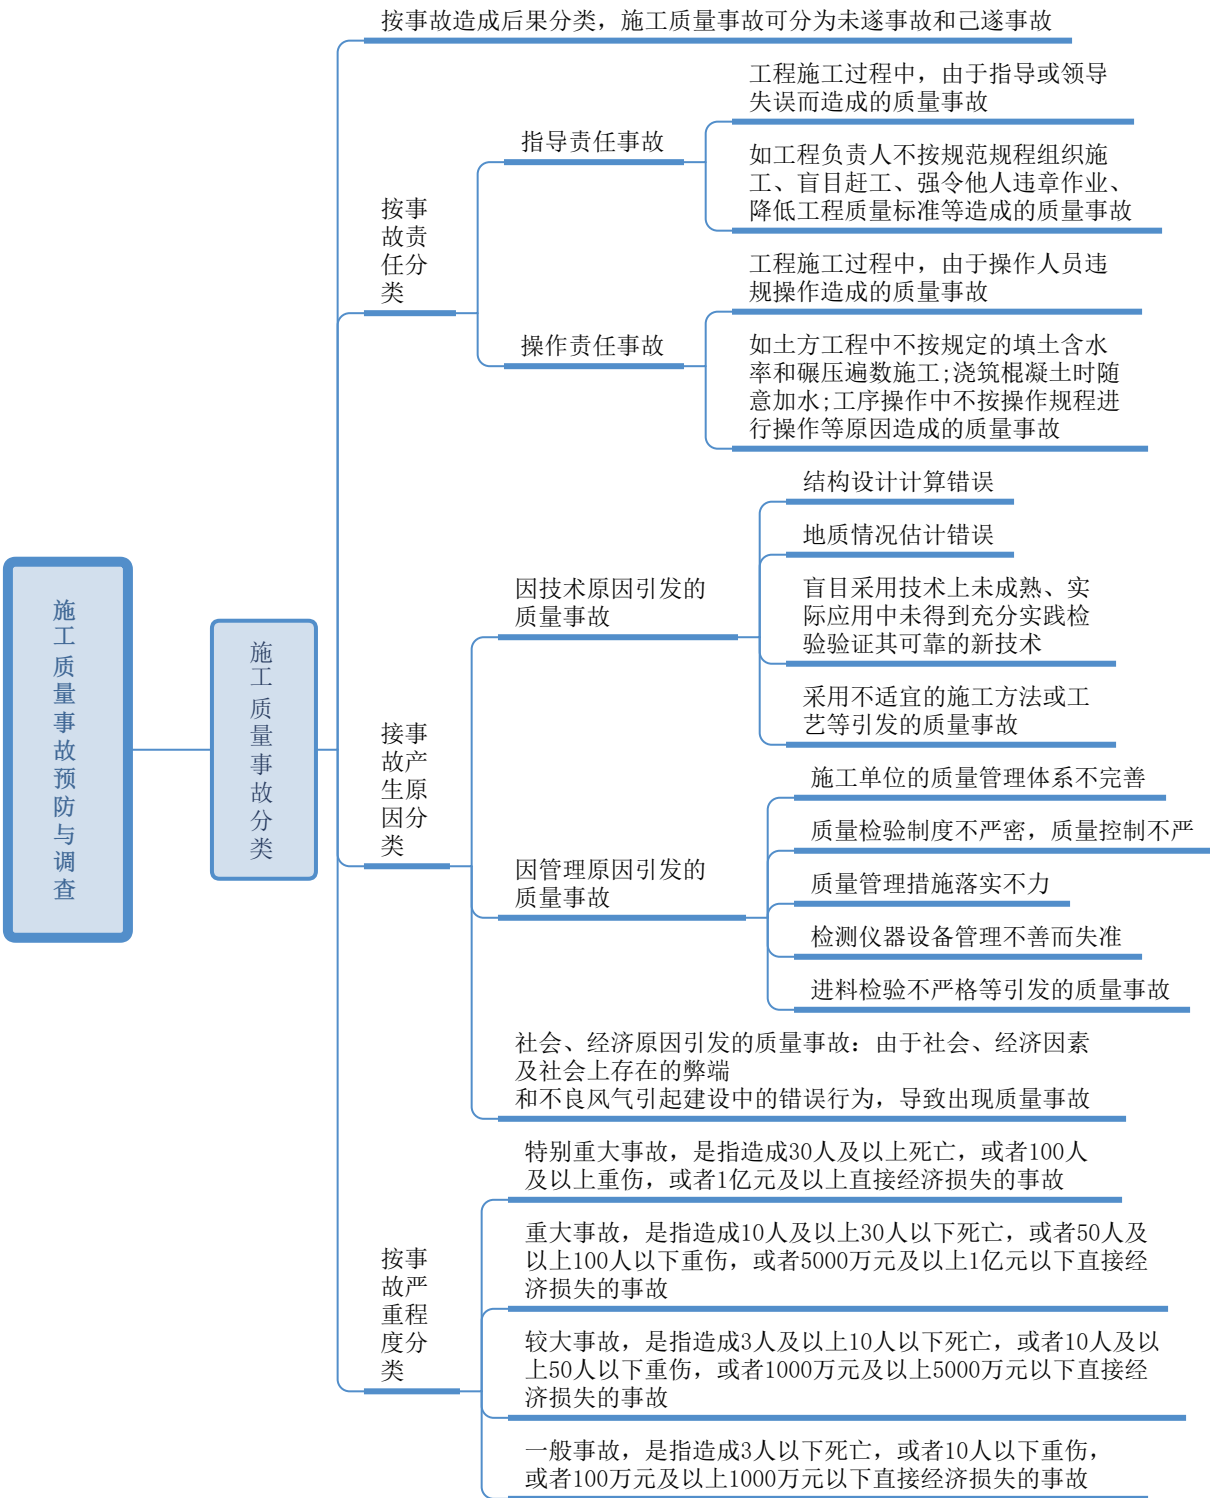 按事故造成后果分类，施工质量事故可分为未遂事故和己遂事故
工程施工过程中，由于指导或领导
失误而造成的质量事故
指导责任事故
如工程负责人不按规范规程组织施
工、盲目赶工、强令他人违章作业、
降低工程质量标准等造成的质量事故
按事
故责
任分
类
工程施工过程中，由于操作人员违
规操作造成的质量事故
操作责任事故
如土方工程中不按规定的填土含水
率和碾压遍数施工;浇筑棍凝土时随
意加水;工序操作中不按操作规程进
行操作等原因造成的质量事故
结构设计计算错误
地质情况估计错误
因技术原因引发的
质量事故
盲目采用技术上未成熟、实
际应用中未得到充分实践检
验验证其可靠的新技术
采用不适宜的施工方法或工
艺等引发的质量事故
施工质量事故预防与调查
施工质量事故分类
接事
故产
生原
因分
类
施工单位的质量管理体系不完善
质量检验制度不严密，质量控制不严
因管理原因引发的
质量事故
质量管理措施落实不力
检测仪器设备管理不善而失准
进料检验不严格等引发的质量事故
社会、经济原因引发的质量事故：由于社会、经济因素
及社会上存在的弊端
和不良风气引起建设中的错误行为，导致出现质量事故
特别重大事故，是指造成30人及以上死亡，或者100人
及以上重伤，或者1亿元及以上直接经济损失的事故
重大事故，是指造成10人及以上30人以下死亡，或者50人及
以上100人以下重伤，或者5000万元及以上1亿元以下直接经
济损失的事故
按事
故严
重程
度分
类
较大事故，是指造成3人及以上10人以下死亡，或者10人及以
上50人以下重伤，或者1000万元及以上5000万元以下直接经
济损失的事故
一般事故，是指造成3人以下死亡，或者10人以下重伤，
或者100万元及以上1000万元以下直接经济损失的事故